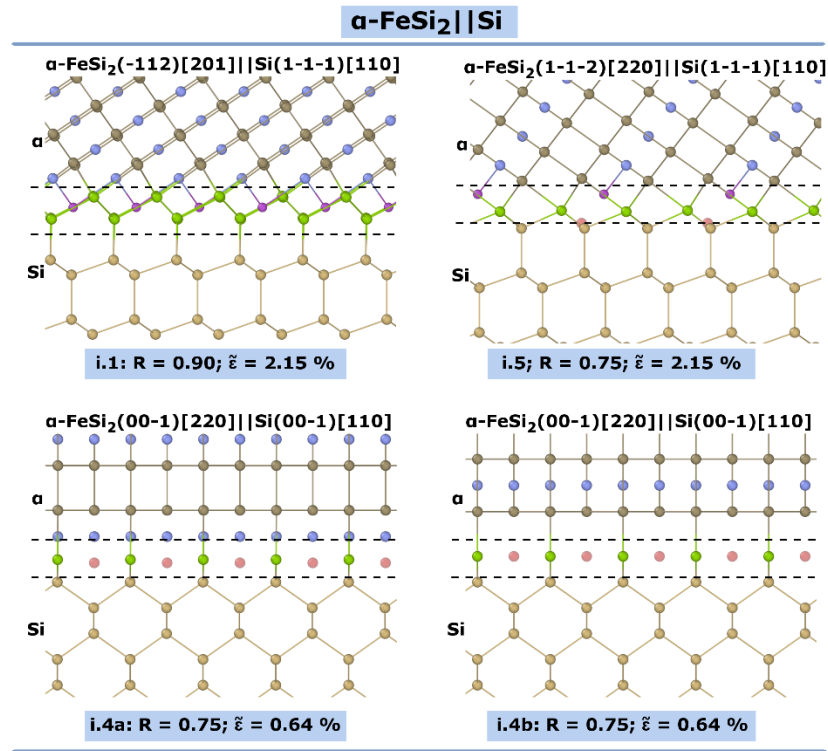 α-FeSi₂||Si
α-FeSi₂(-112)[201]||Si(1-1-1)[110]
α
Si
i.1: R = 0.90; ε̃ = 2.15 %
α-FeSi₂(1-1-2)[220]||Si(1-1-1)[110]
α
Si
i.5; R = 0.75; ε̃ = 2.15 %
α-FeSi₂(00-1)[220]||Si(00-1)[110]
α
Si
i.4a: R = 0.75; ε̃ = 0.64 %
α-FeSi₂(00-1)[220]||Si(00-1)[110]
α
Si
i.4b: R = 0.75; ε̃ = 0.64 %